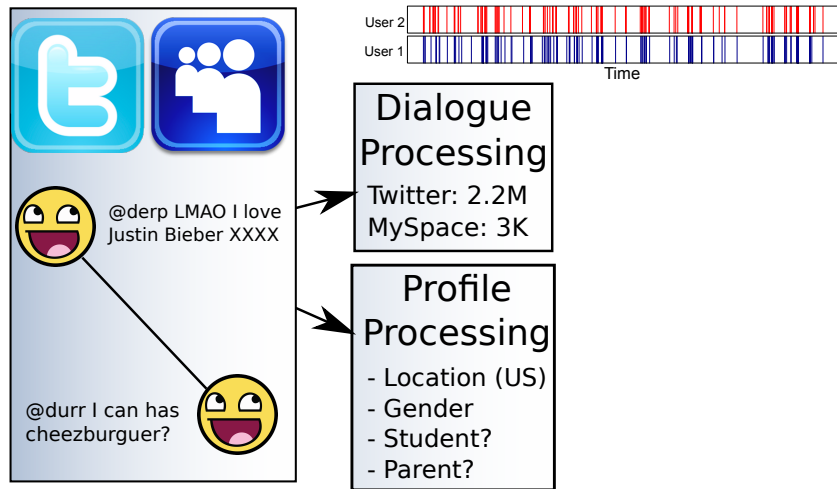 User 2
User 1
Time
@derp LMAO I love
Justin Bieber XXXX
@durr I can has
cheezburguer?
Dialogue
Processing
Twitter: 2.2M
MySpace: 3K
Profile
Processing
- Location (US)
- Gender
- Student?
- Parent?